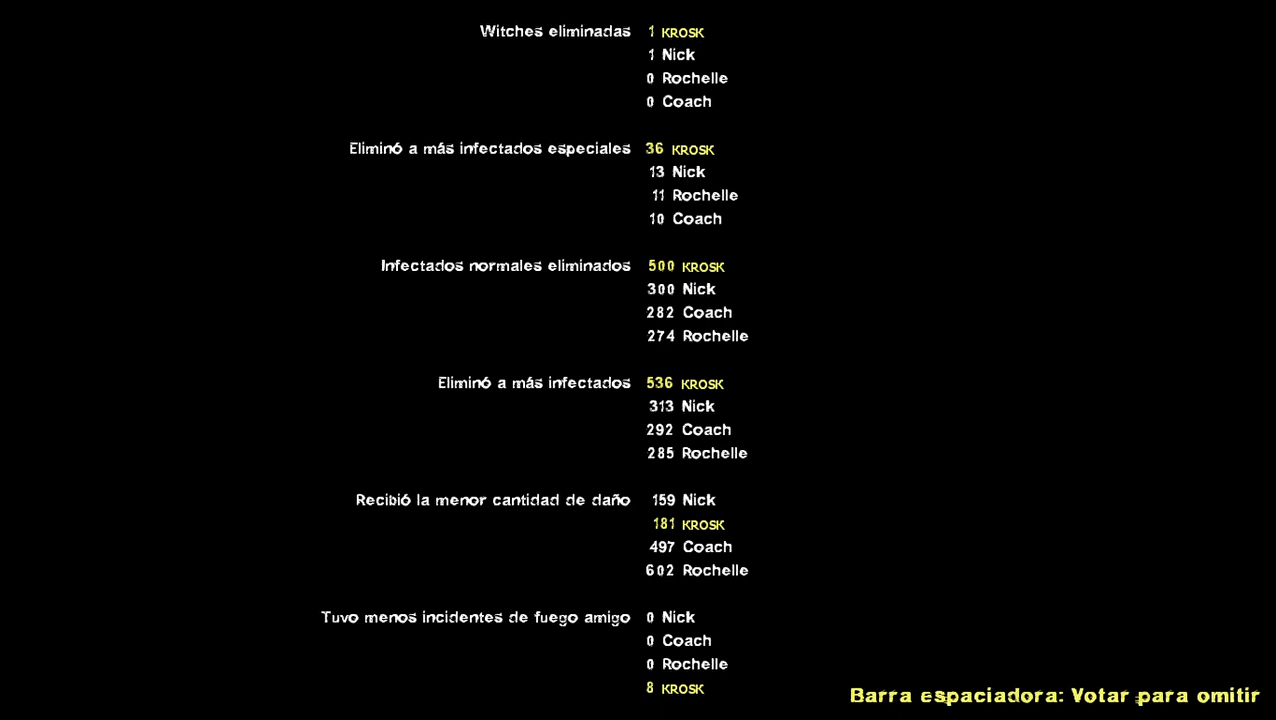 Witches eliminadas 1 KROSK
1 Nick
0 Rochelle
0 Coach
Eliminó a más infectados especiales 36 KROSK
13 Nick
11 Rochelle
10 Coach
Infectados normales eliminados 500 KROSK
300 Nick
282 Coach
274 Rochelle
Eliminó a más infectados 536 KROSK
313 Nick
292 Coach
285 Rochelle
Recibió la menor cantidad de daño 159 Nick
181 KROSK
497 Coach
602 Rochelle
Tuvo menos incidentes de fuego amigo 0 Nick
0 Coach
0 Rochelle
8 KROSK
Barra espaciadora: Votar para omitir